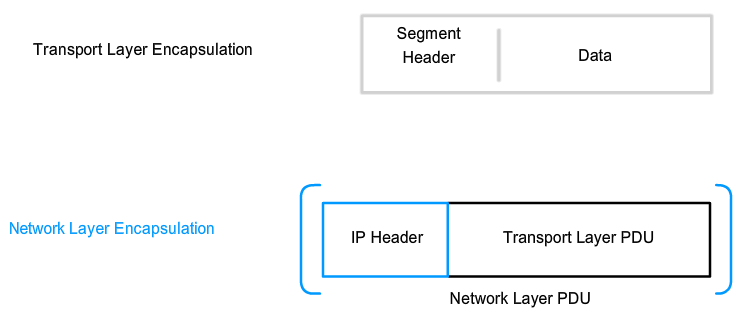 Transport Layer Encapsulation
Segment
Header
Data
Network Layer Encapsulation
IP Header
Transport Layer PDU
Network Layer PDU